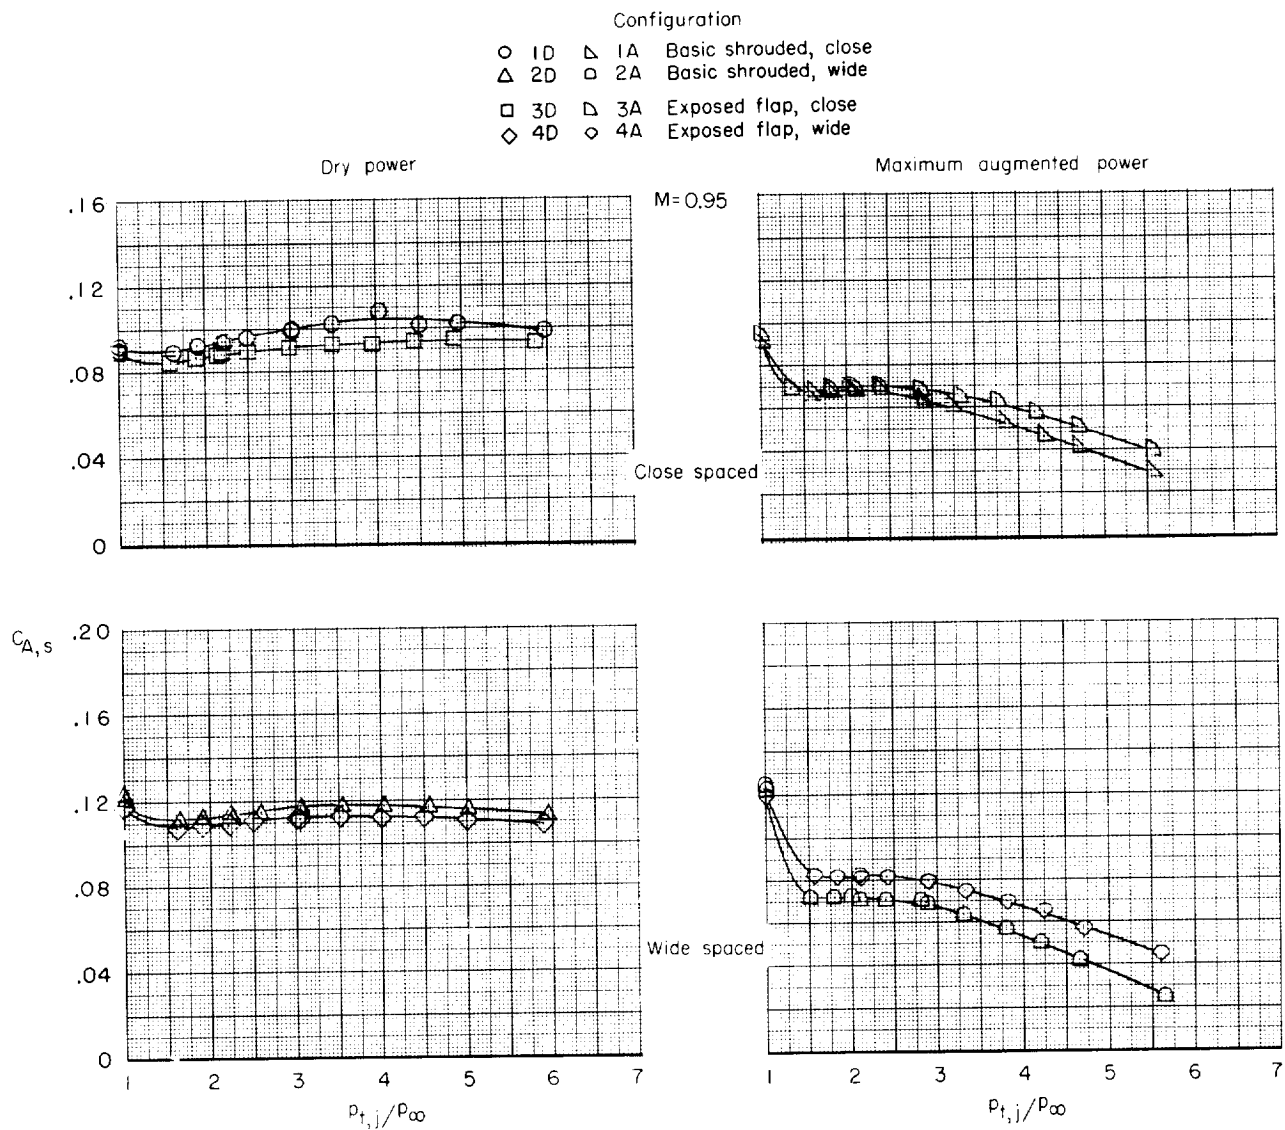 Configuration
1D 1A Basic shrouded, close
2D 2A Basic shrouded, wide
3D 3A Exposed flap, close
4D 4A Exposed flap, wide
Dry power
Maximum augmented power
M = 0.95
.16
.12
.08
.04
0
Close spaced
C_A,s
.20
.16
.12
.08
.04
0
Wide spaced
1 2 3 4 5 6 7
1 2 3 4 5 6 7
p_t,j/p_∞
p_t,j/p_∞